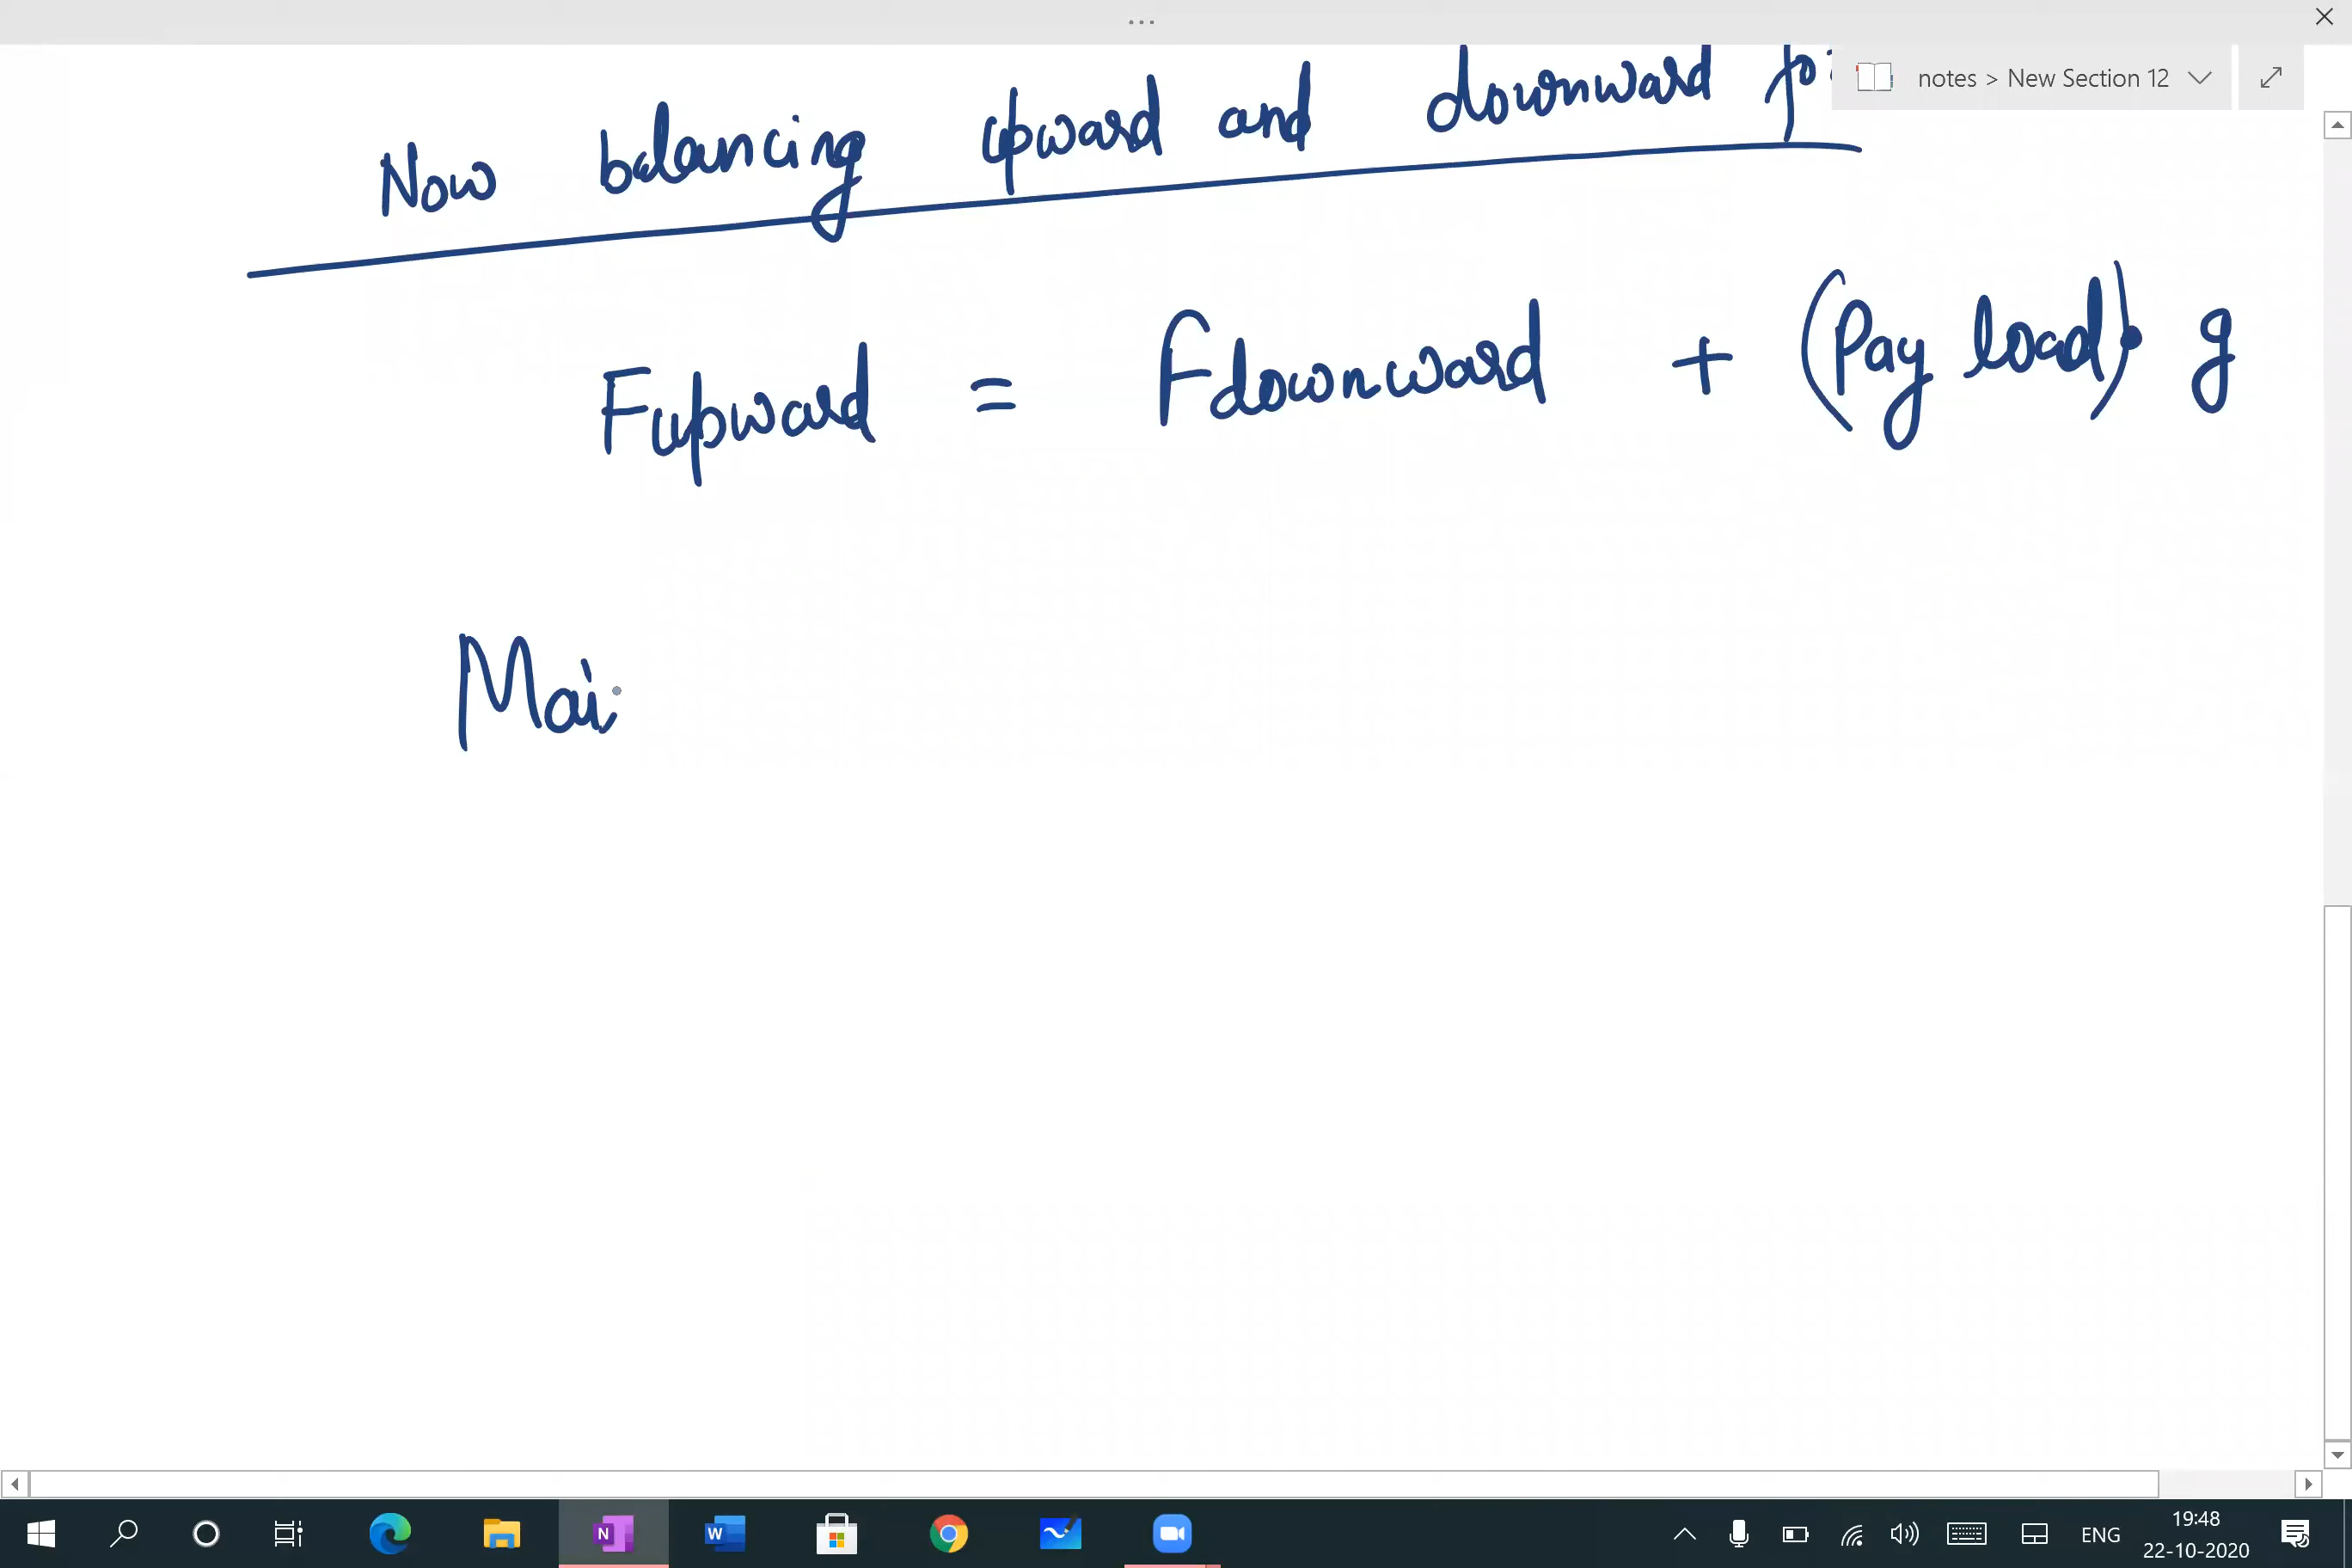 notes > New Section 12
Now balancing upward and downward
Fupward = Fdownward + (Pay load). g
Mai
ENG
19:48
22-10-2020